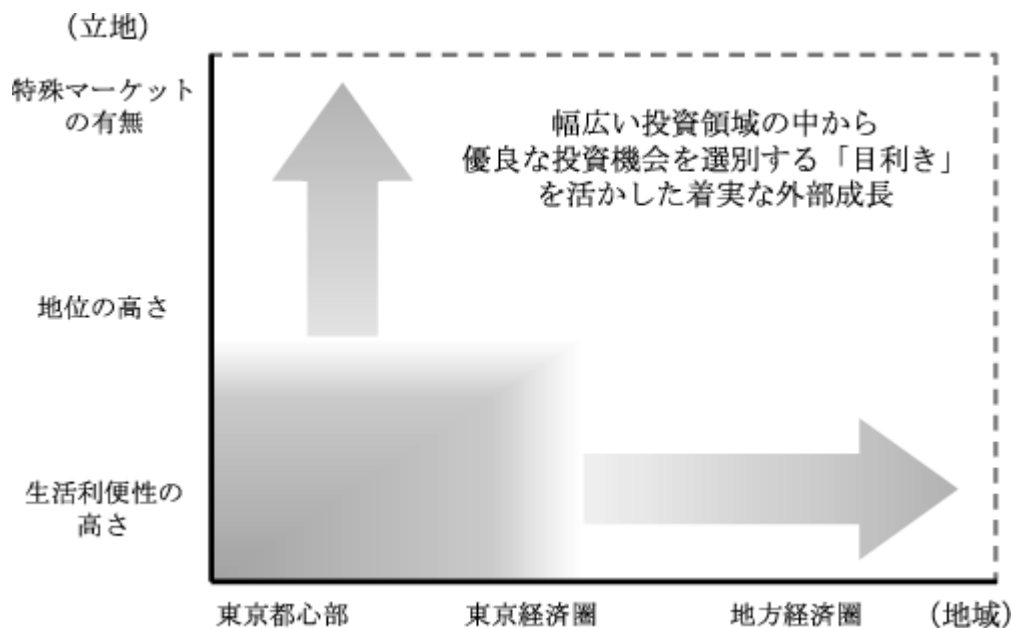 （立地）
特殊マーケット
の有無
幅広い投資領域の中から
優良な投資機会を選別する「目利き」
を活かした着実な外部成長
地位の高さ
生活利便性の
高さ
東京都心部
東京経済圏
地方経済圏
（地域）